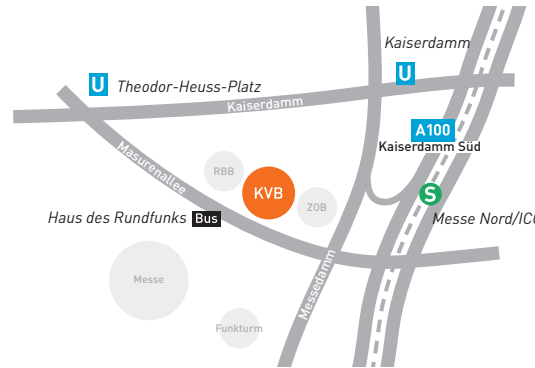 Kaiserdamm
U
U
Theodor-Heuss-Platz
Kaiserdamm
A100
Kaiserdamm Süd
Masurenallee
RBB
KVB
S
ZOB
Haus des Rundfunks Bus
Messe Nord/ICC
Messe
Messedamm
Funkturm